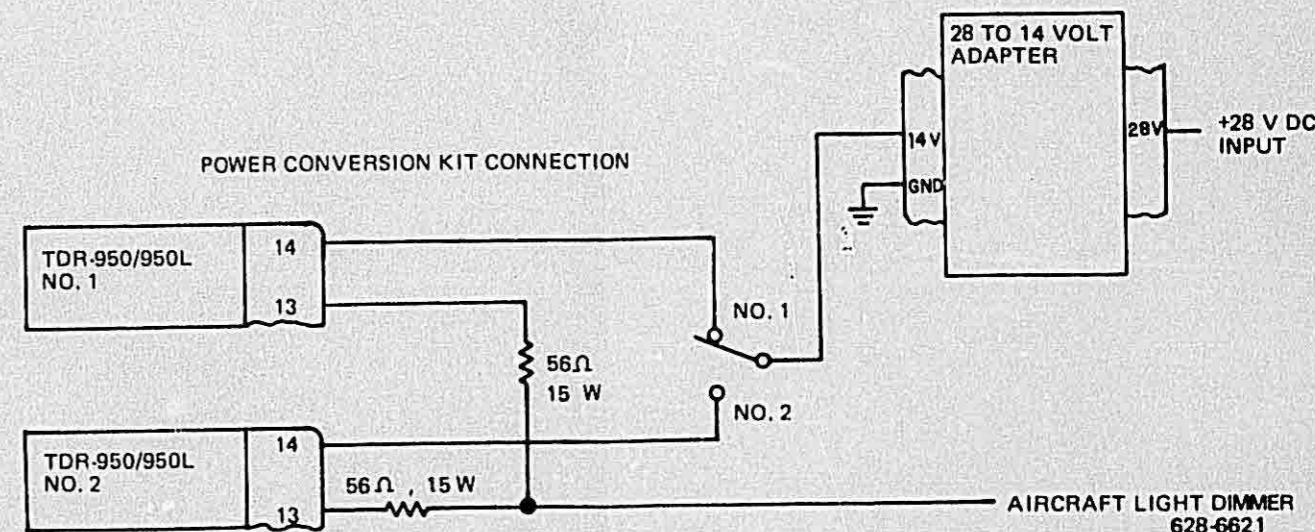 28 TO 14 VOLT
ADAPTER
14 V
28V
+28 V DC
INPUT
GND
POWER CONVERSION KIT CONNECTION
TDR-950/950L
NO. 1
14
13
NO. 1
56Ω
15 W
NO. 2
TDR-950/950L
NO. 2
14
13
56Ω , 15 W
AIRCRAFT LIGHT DIMMER
628-6621